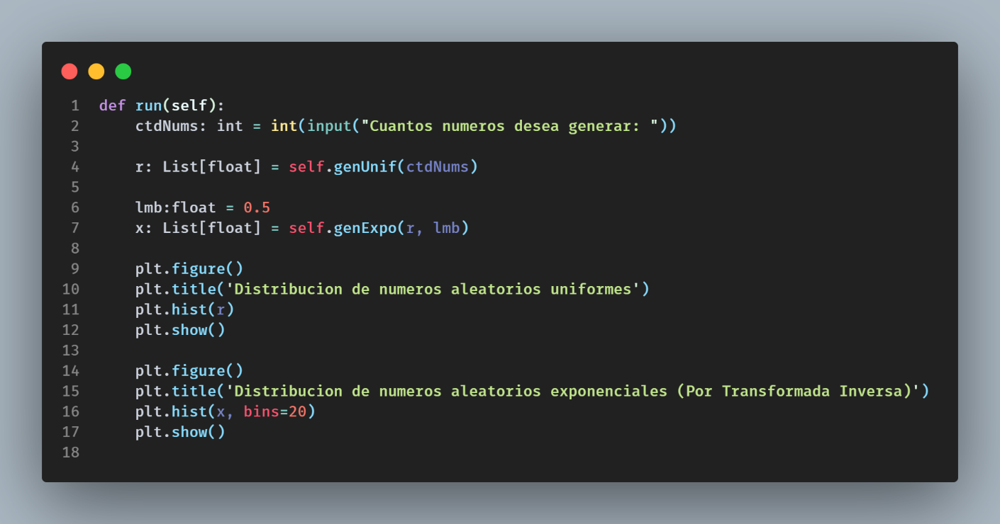 1 def run(self):
2     ctdNums: int = int(input("Cuantos numeros desea generar: "))
3
4     r: List[float] = self.genUnif(ctdNums)
5
6     lmb:float = 0.5
7     x: List[float] = self.genExpo(r, lmb)
8
9     plt.figure()
10     plt.title('Distribucion de numeros aleatorios uniformes')
11     plt.hist(r)
12     plt.show()
13
14     plt.figure()
15     plt.title('Distribucion de numeros aleatorios exponenciales (Por Transformada Inversa)')
16     plt.hist(x, bins=20)
17     plt.show()
18